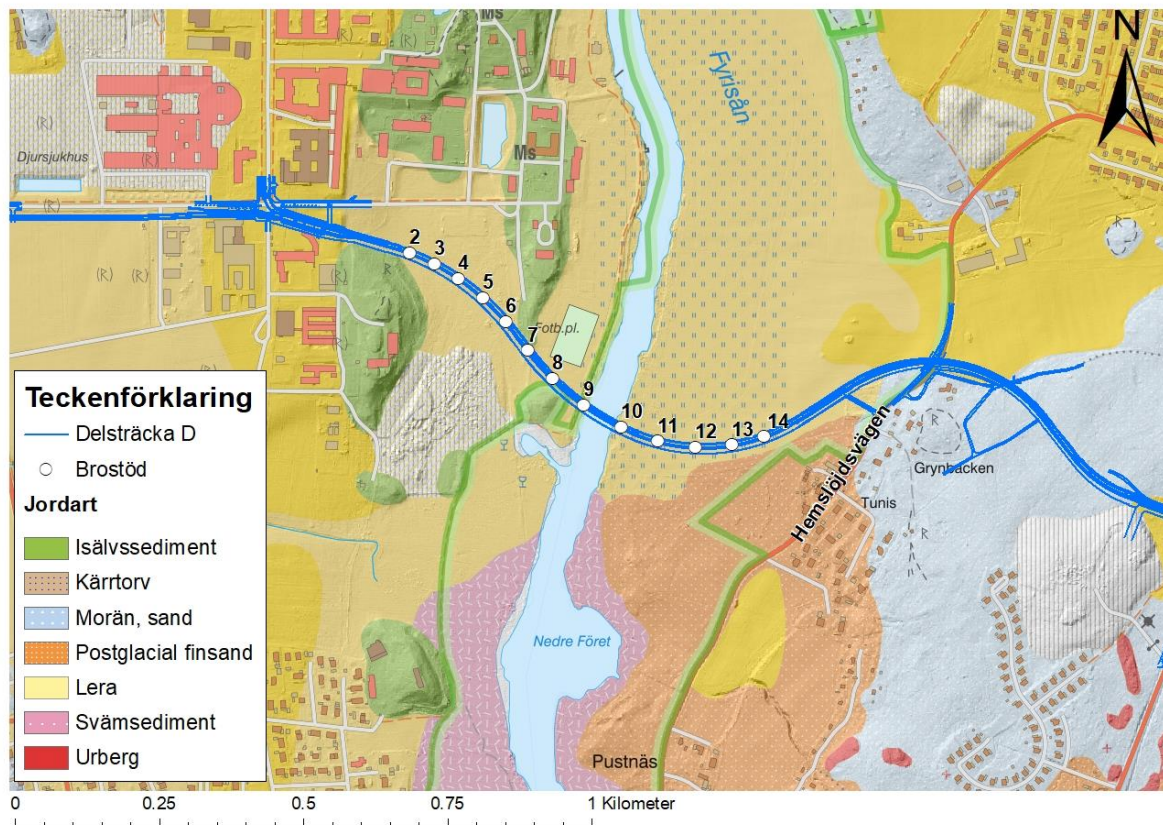 Ms
N
Fyrisån
(R)
(R)
R
Ms
Djursjukhus
(R)
(R)
R
(R)
(R)
R
2
3
4
5
6
7
Fotb.pl.
8
9
10
11
12
13
14
Hemslöjdsvägen
R
Grynbacken
Tunis
R
Nedre Föret
Pustnäs
Teckenförklaring
Delsträcka D
Brostöd
Jordart
Isälvssediment
Kärrtorv
Morän, sand
Postglacial finsand
Lera
Svämsediment
Urberg
0 0.25 0.5 0.75 1 Kilometer